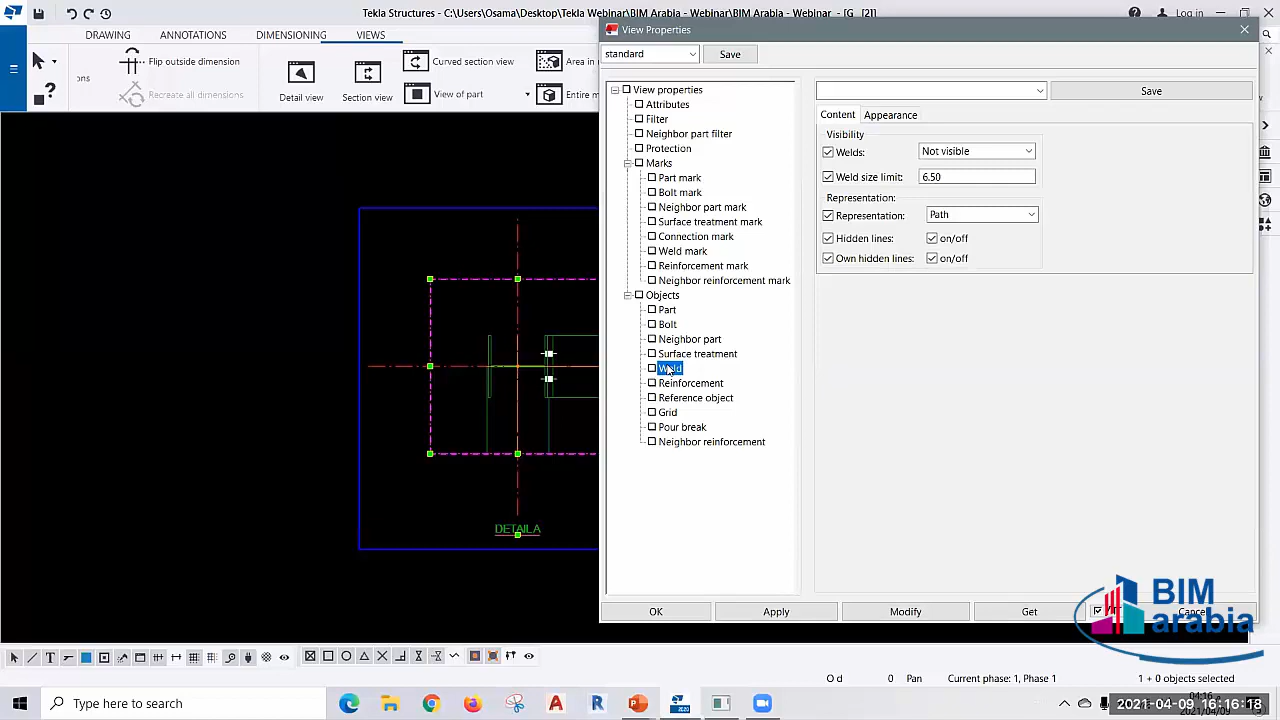 Tekla Structures
Users\Osama\Desktop\Tekla Webinar - BIM Arabia
BIM Arabia - Webinar - [G
[2]]
Log in
DRAWING
ANNOTATIONS
DIMENSIONING
VIEWS
ons
Flip outside dimension
Recreate all dimensions
Detail view
Section view
Curved section view
View of part
Area in
Entire m
View Properties
standard
Save
View properties
Attributes
Filter
Neighbor part filter
Protection
Marks
Part mark
Bolt mark
Neighbor part mark
Surface treatment mark
Connection mark
Weld mark
Reinforcement mark
Neighbor reinforcement mark
Objects
Part
Bolt
Neighbor part
Surface treatment
Weld
Reinforcement
Reference object
Grid
Pour break
Neighbor reinforcement
Save
Content
Appearance
Visibility
Welds:
Not visible
Weld size limit:
6.50
Representation:
Representation:
Path
Hidden lines:
on/off
Own hidden lines:
on/off
OK
Apply
Modify
Get
Cancel
DETAILA
BIM
arabia
O d
0
Pan
Current phase: 1, Phase 1
1 + 0 objects selected
Type here to search
2021-04-09 16:16:18